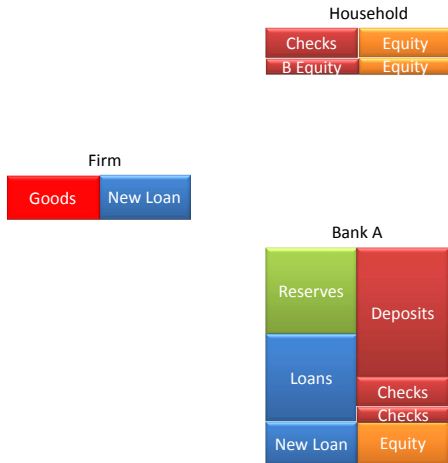 Household
Checks Equity
B Equity Equity
Firm
Goods New Loan
Bank A
Reserves
Deposits
Loans
Checks
Checks
New Loan Equity